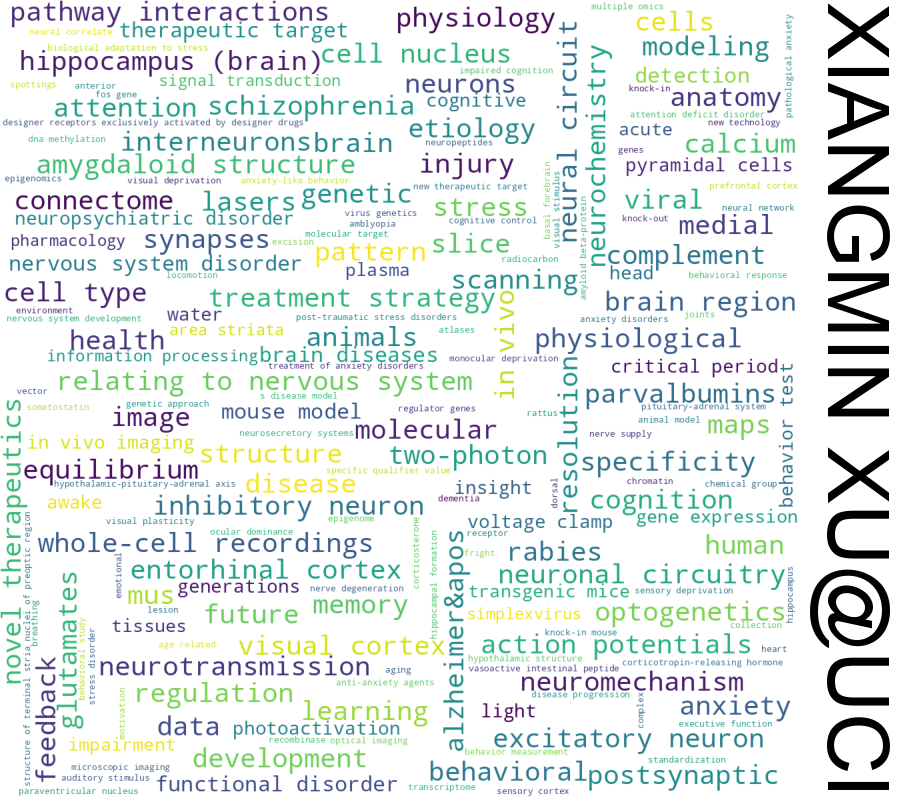 pathway interactions
physiology
multiple omics
cells
neural correlate
therapeutic target
biological adaptation to stress
hippocampus (brain)
cell nucleus
modeling
impaired cognition
spottings
anterior
signal transduction
neurons
detection
fos gene
knock-in
anatomy
pathological anxiety
attention
schizophrenia
cognitive
neural circuit
neurochemistry
attention deficit disorder
designer receptors exclusively activated by designer drugs
new technology
etiology
acute
dna methylation
interneurons
brain
neuropeptides
calcium
genes
amygdaloid structure
injury
pyramidal cells
epigenomics
visual deprivation
anxiety-like behavior
new therapeutic target
prefrontal cortex
connectome
lasers
genetic
stress
basal forebrain
visual stimulus
viral
neural network
neuropsychiatric disorder
virus genetics
cognitive control
knock-out
medial
amblyopia
pharmacology
synapses
excision
molecular target
pattern
slice
amyloid beta-protein
complement
nervous system disorder
radiocarbon
plasma
head
behavioral response
locomotion
scanning
cell type
treatment strategy
in vivo
brain region
environment
nervous system development
water
post-traumatic stress disorders
anxiety disorders
joints
health
area striata
animals
atlases
physiological
information processing
brain diseases
monocular deprivation
treatment of anxiety disorders
critical period
relating to nervous system
resolution
parvalbumins
behavior test
vector
s disease model
somatostatin
genetic approach
image
mouse model
regulator genes
rattus
pituitary-adrenal system
animal model
maps
neurosecretory systems
molecular
nerve supply
novel therapeutics
in vivo imaging
structure
two-photon
specificity
equilibrium
specific qualifier value
hypothalamic-pituitary-adrenal axis
disease
insight
dorsal
chromatin
chemical group
awake
inhibitory neuron
dementia
cognition
visual plasticity
epigenome
voltage clamp
gene expression
structure of terminal stria nuclei of preoptic region
whole-cell recordings
ocular dominance
corticosterone
hippocampal formation
receptor
alzheimer&apos
fright
rabies
human
emotional
entorhinal cortex
neuronal circuitry
hippocampus
glutamates
generations
nerve degeneration
transgenic mice
sensory deprivation
mus
breathing
lesion
future
memory
simplexvirus
optogenetics
behavioral study
stress disorder
tissues
collection
age related
visual cortex
knock-in mouse
action potentials
heart
feedback
neurotransmission
aging
hypothalamic structure
vasoactive intestinal peptide
corticotropin-releasing hormone
anti-anxiety agents
neuromechanism
motivation
regulation
disease progression
complex
learning
light
anxiety
data
photoactivation
executive function
impairment
recombinase
optical imaging
excitatory neuron
behavior measurement
development
standardization
microscopic imaging
auditory stimulus
behavioral
postsynaptic
paraventricular nucleus
functional disorder
transcriptome
sensory cortex
XIANGMIN XU@UCI